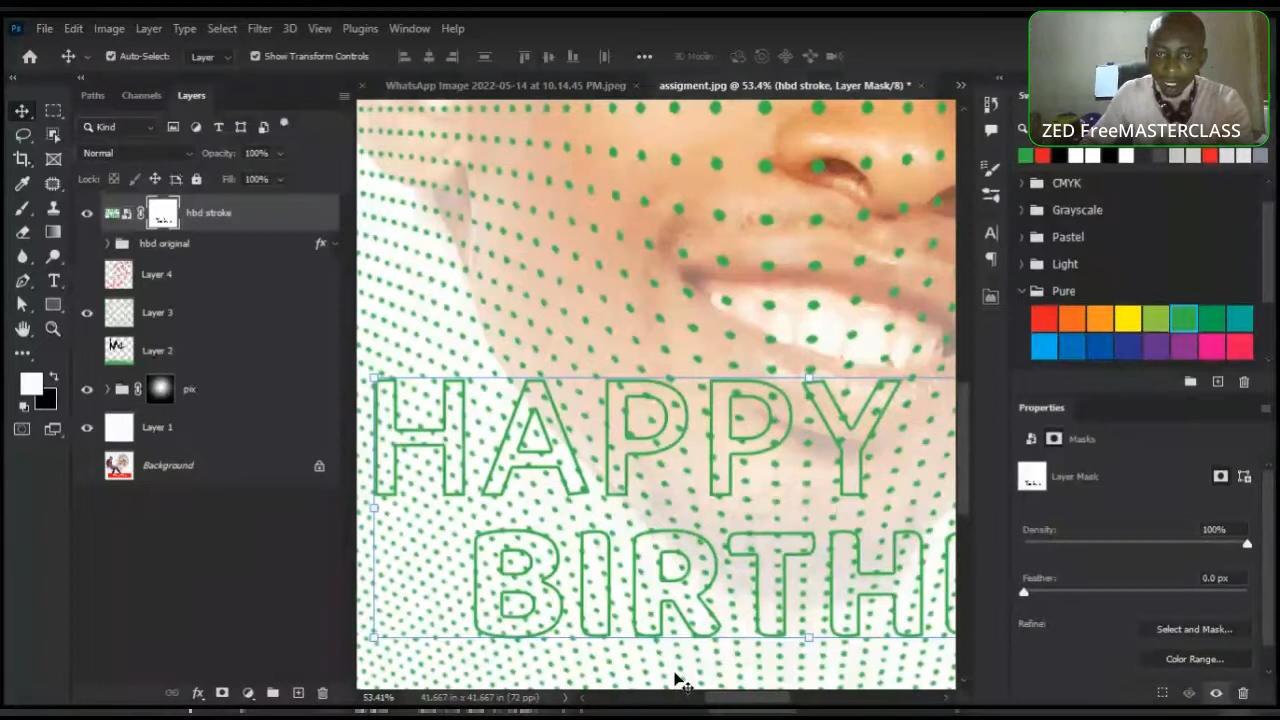 Ps File Edit Image Layer Type Select Filter 3D View Plugins Window Help
Auto-Select: Layer Show Transform Controls 3D Mode:
Paths Channels Layers
WhatsApp Image 2022-05-14 at 10.14.45 PM.jpeg
assigment.jpg @ 53.4% (hbd stroke, Layer Mask/8) *
ZED FreeMASTERCLASS
Kind
Normal Opacity: 100%
Lock: Fill: 100%
hbd stroke
hbd original fx
Layer 4
Layer 3
Layer 2
pix
Layer 1
Background
HAPPY
BIRTH
53.41% 41.667 in x 41.667 in (72 ppi)
CMYK
Grayscale
Pastel
Light
Pure
Properties
Masks
Layer Mask
Density: 100%
Feather: 0.0 px
Refine: Select and Mask...
Color Range...